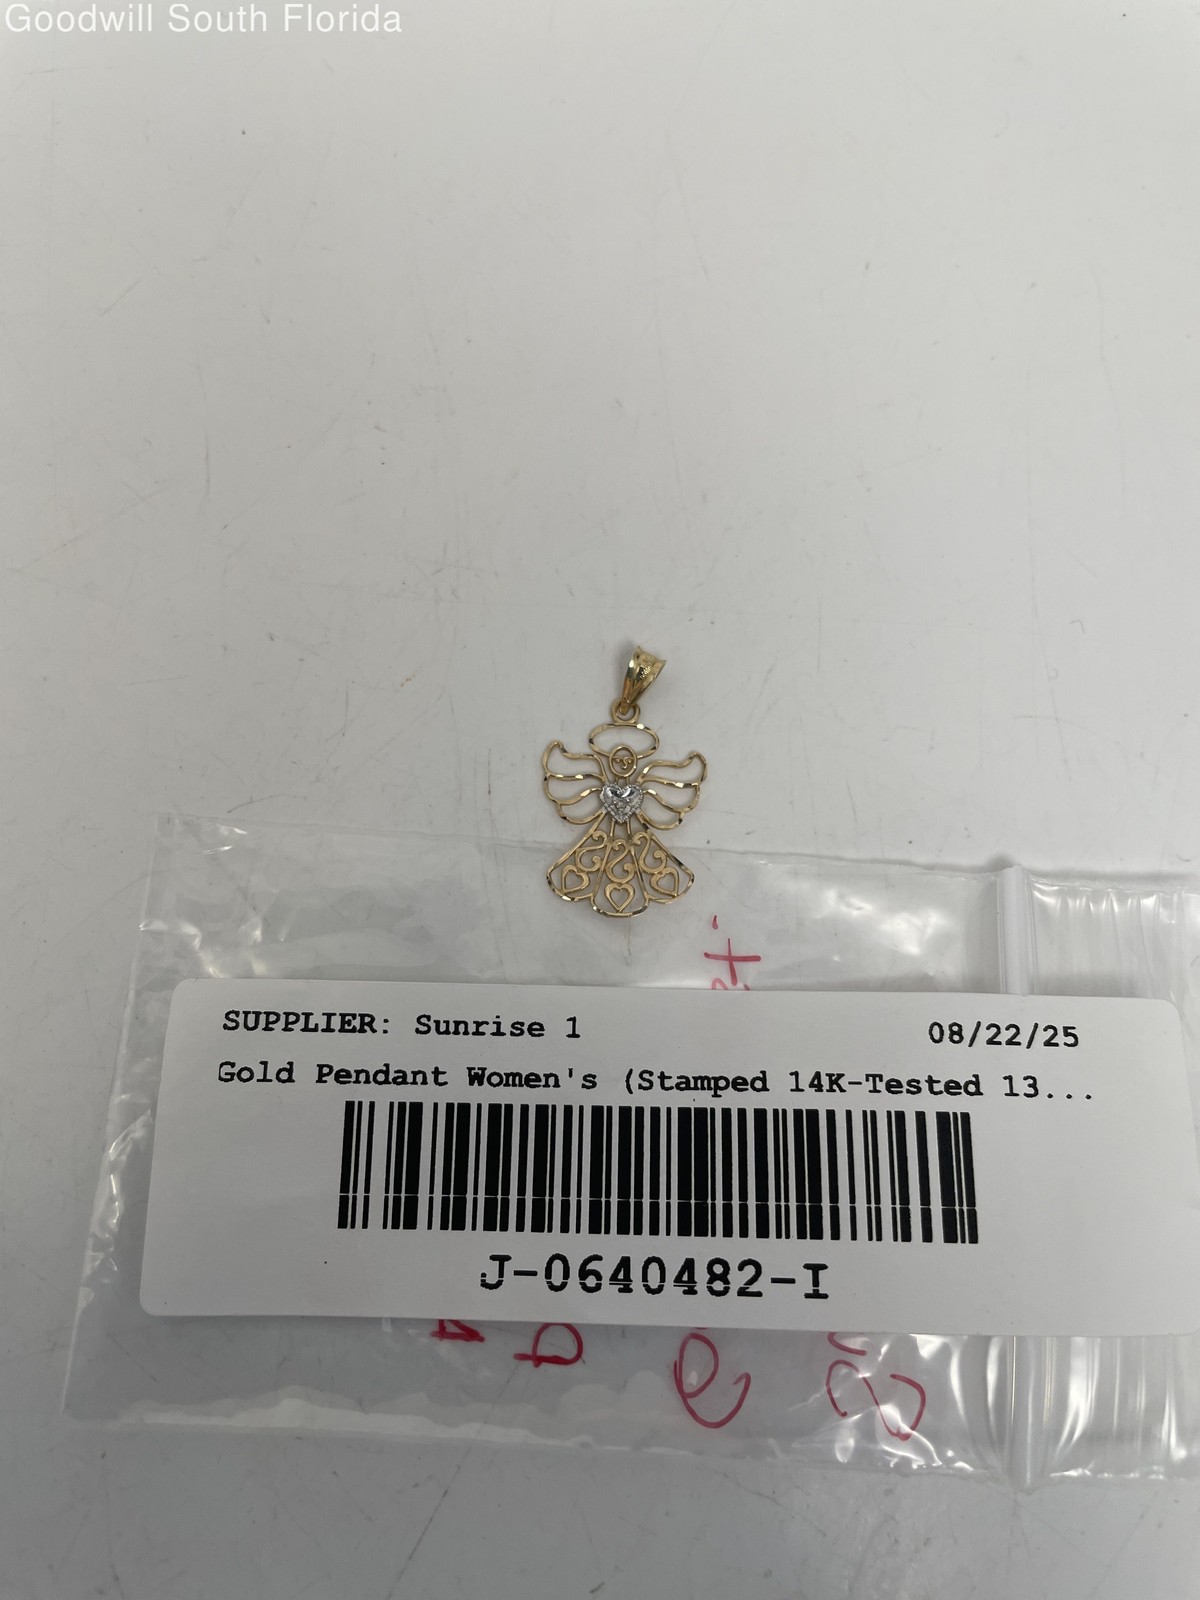 Goodwill South Florida
SUPPLIER: Sunrise 1
08/22/25
Gold Pendant Women's (Stamped 14K-Tested 13...
J-0640482-I